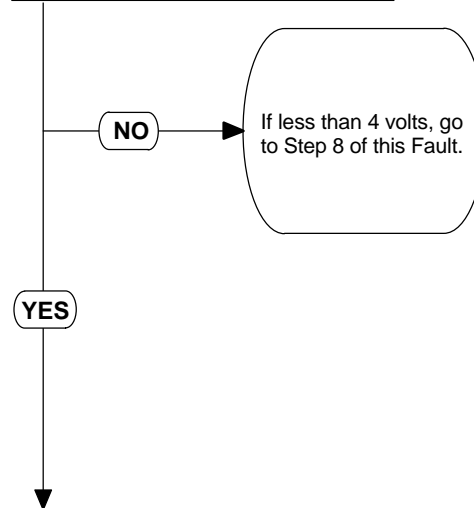 NO
If less than 4 volts, go
to Step 8 of this Fault.
YES